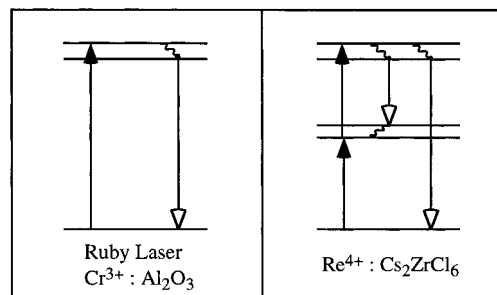 Ruby Laser
Cr³⁺ : Al₂O₃
Re⁴⁺ : Cs₂ZrCl₆